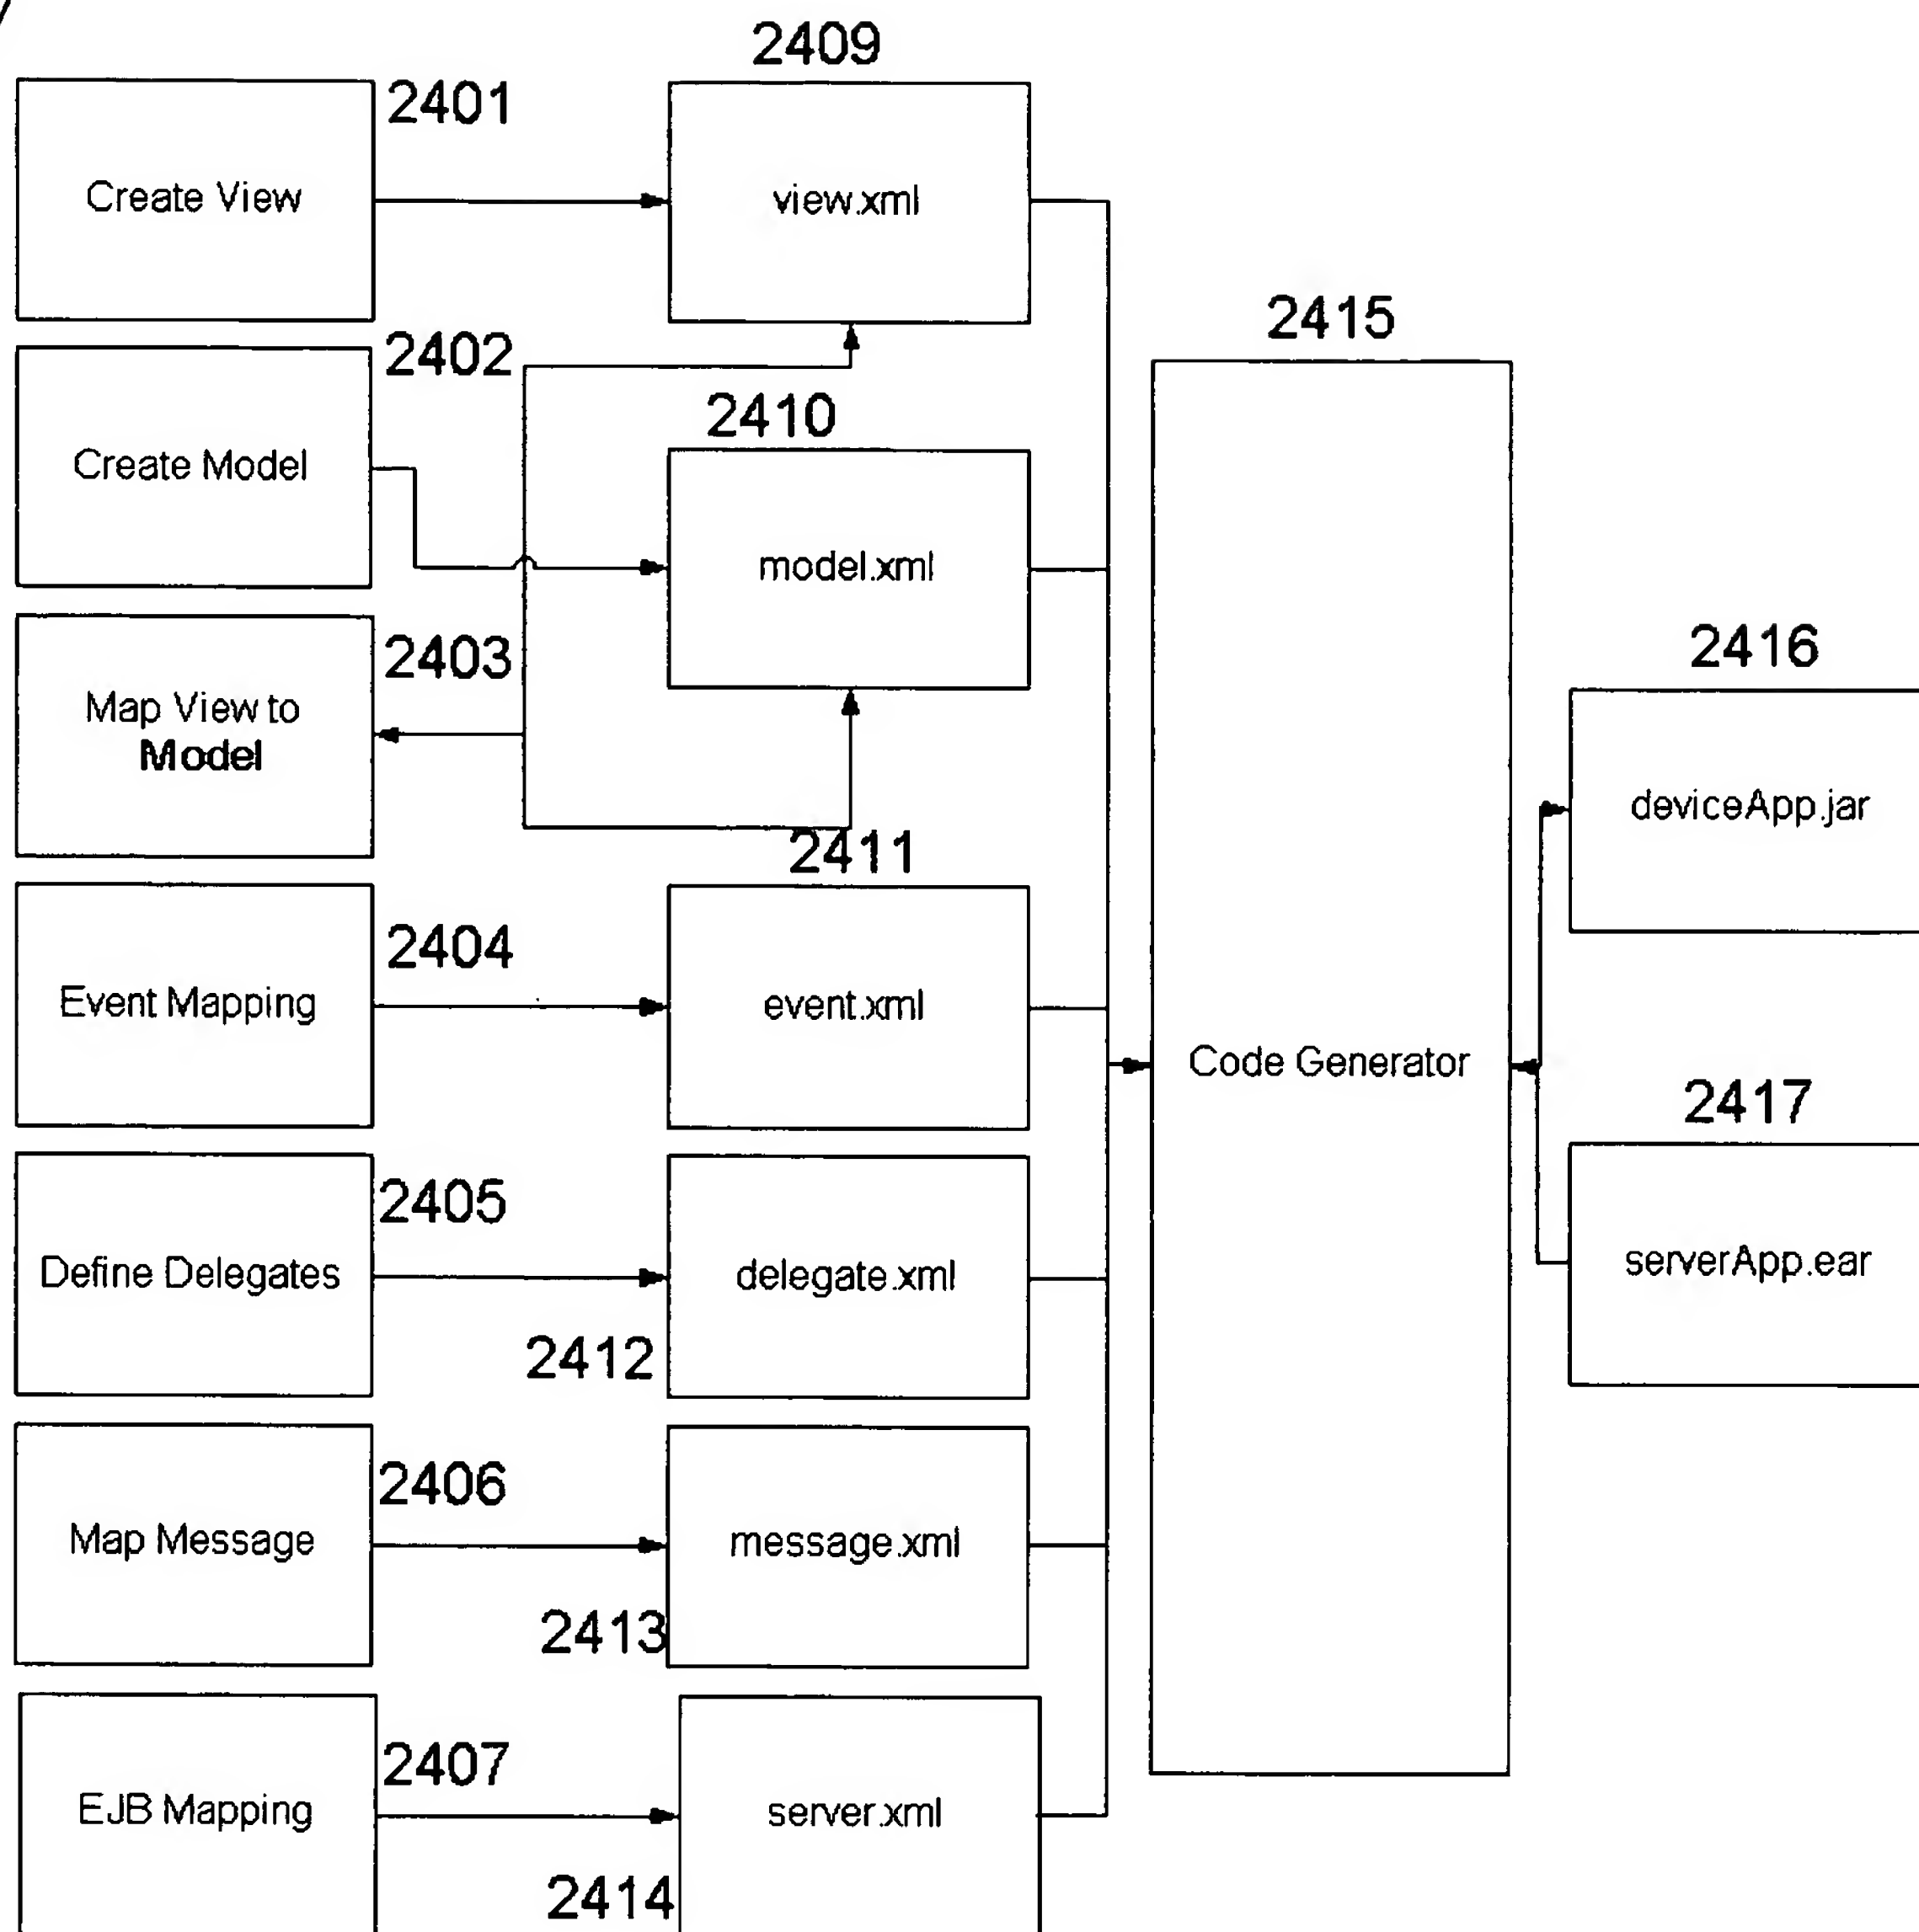 2409
2401
Create View
view.xml
2415
2402
2410
Create Model
model.xml
2403
Map View to
Model
2416
deviceApp.jar
2411
2404
Event Mapping
event.xml
Code Generator
2417
2405
Define Delegates
delegate.xml
serverApp.ear
2412
2406
Map Message
message.xml
2413
2407
EJB Mapping
server.xml
2414